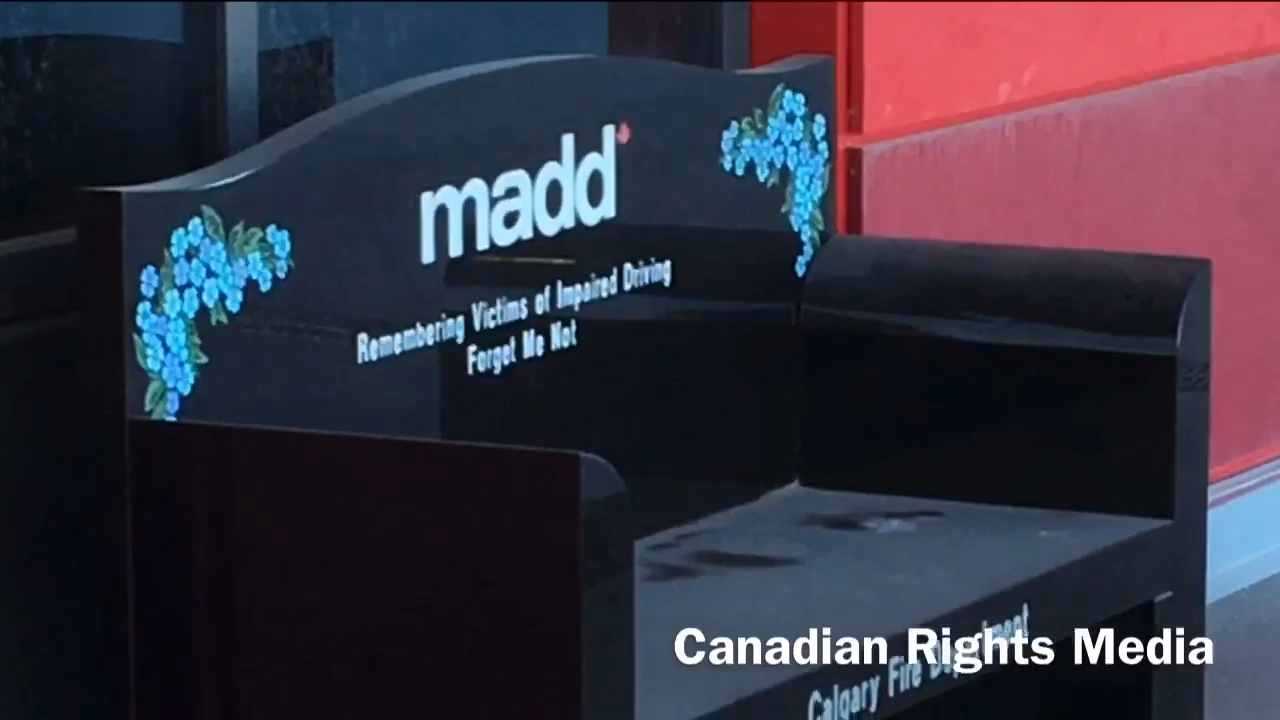 madd
Remembering Victims of Impaired Driving
Forget Me Not
Canadian Rights Media
Calgary Fire Department